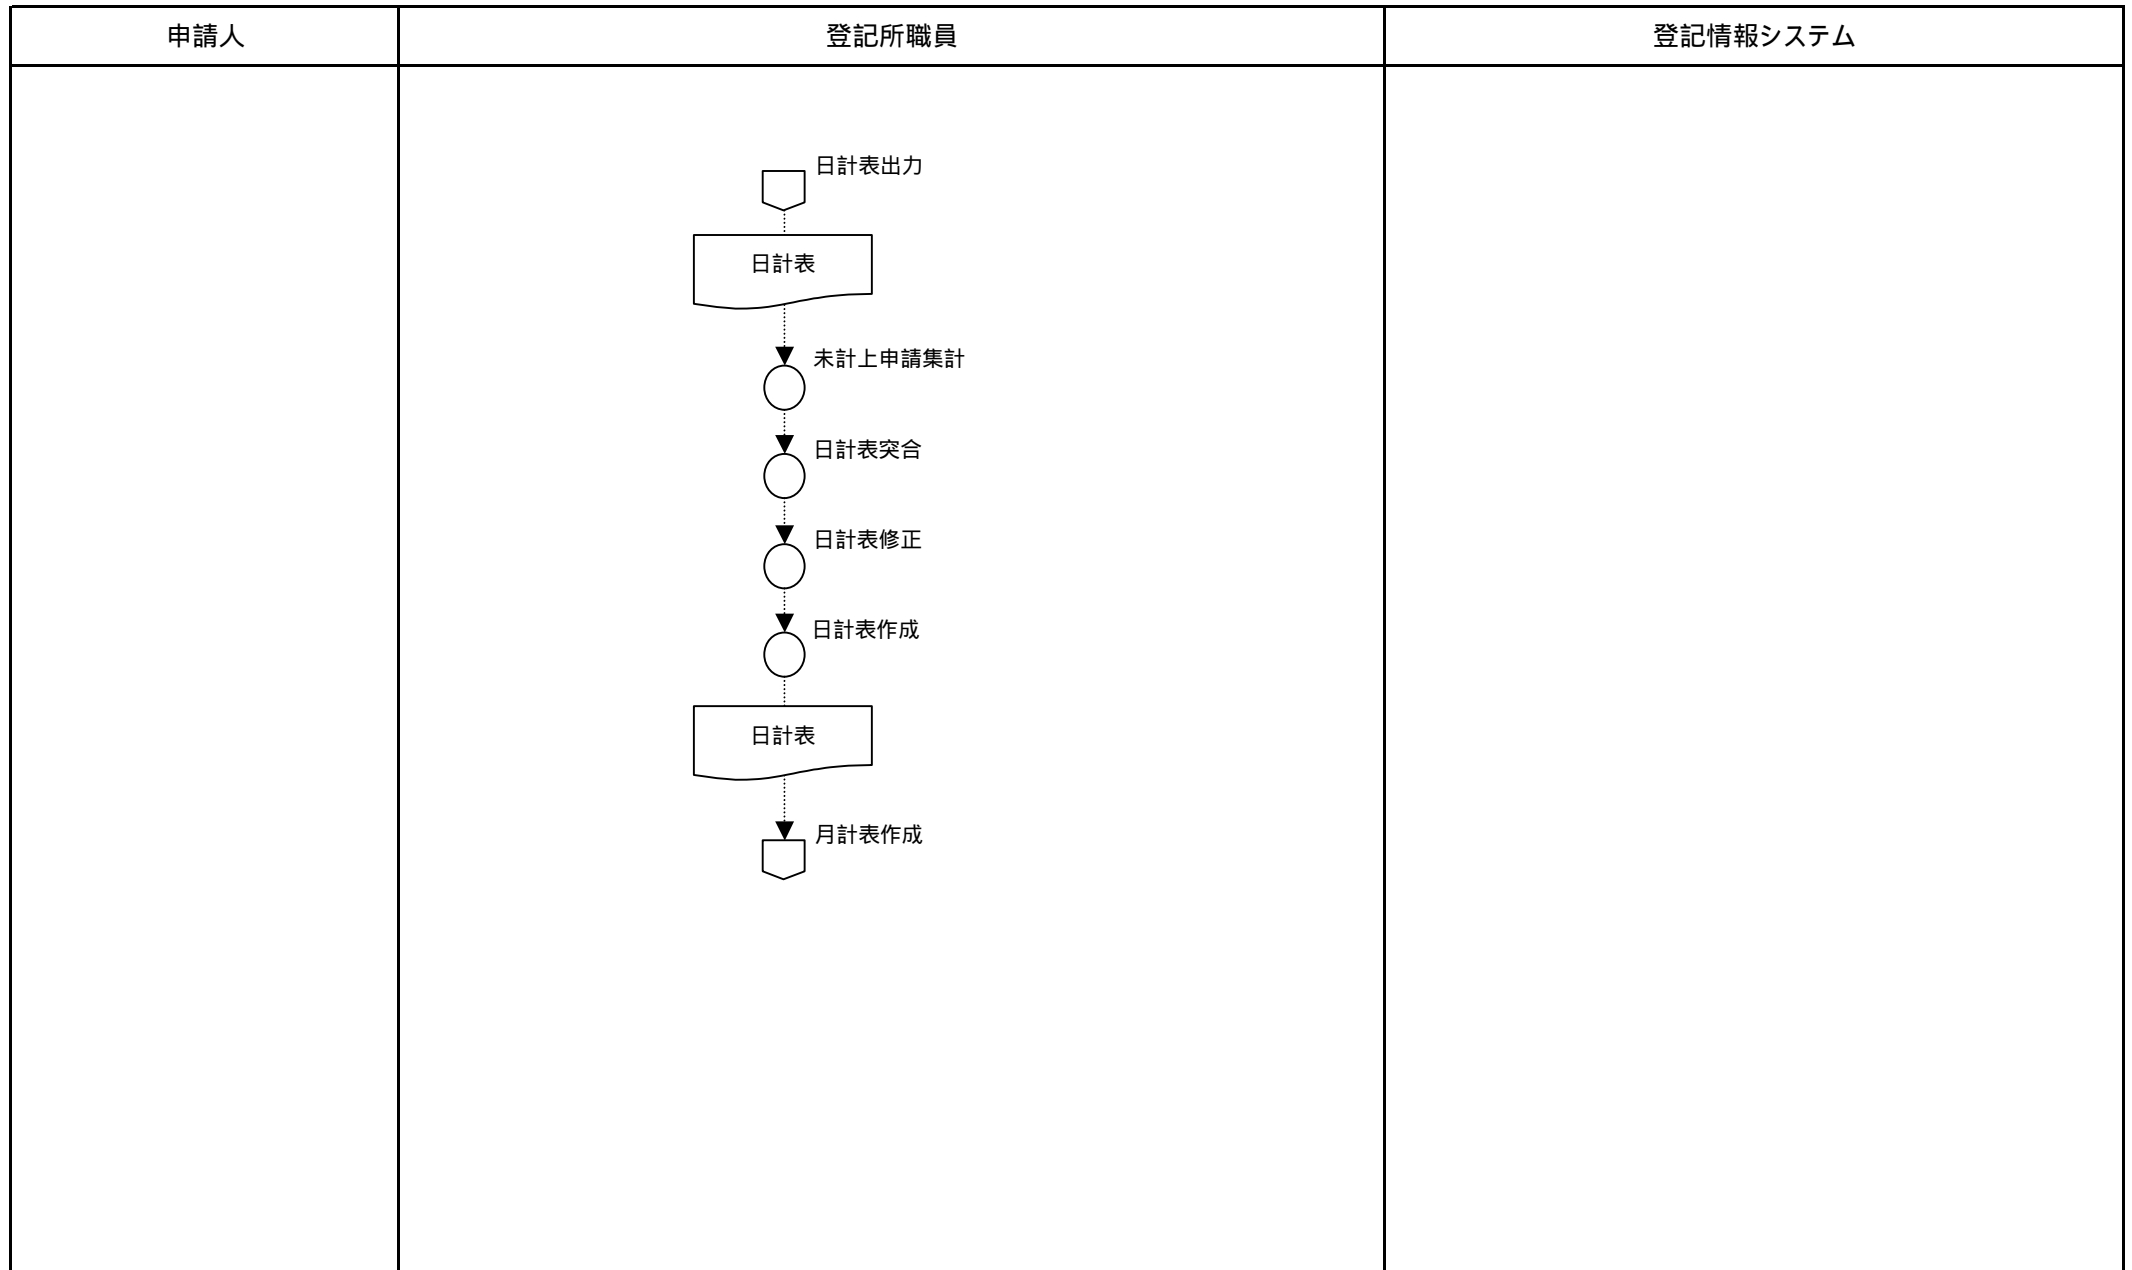 申請人
登記所職員
登記情報システム
日計表出力
日計表
未計上申請集計
日計表突合
日計表修正
日計表作成
日計表
月計表作成